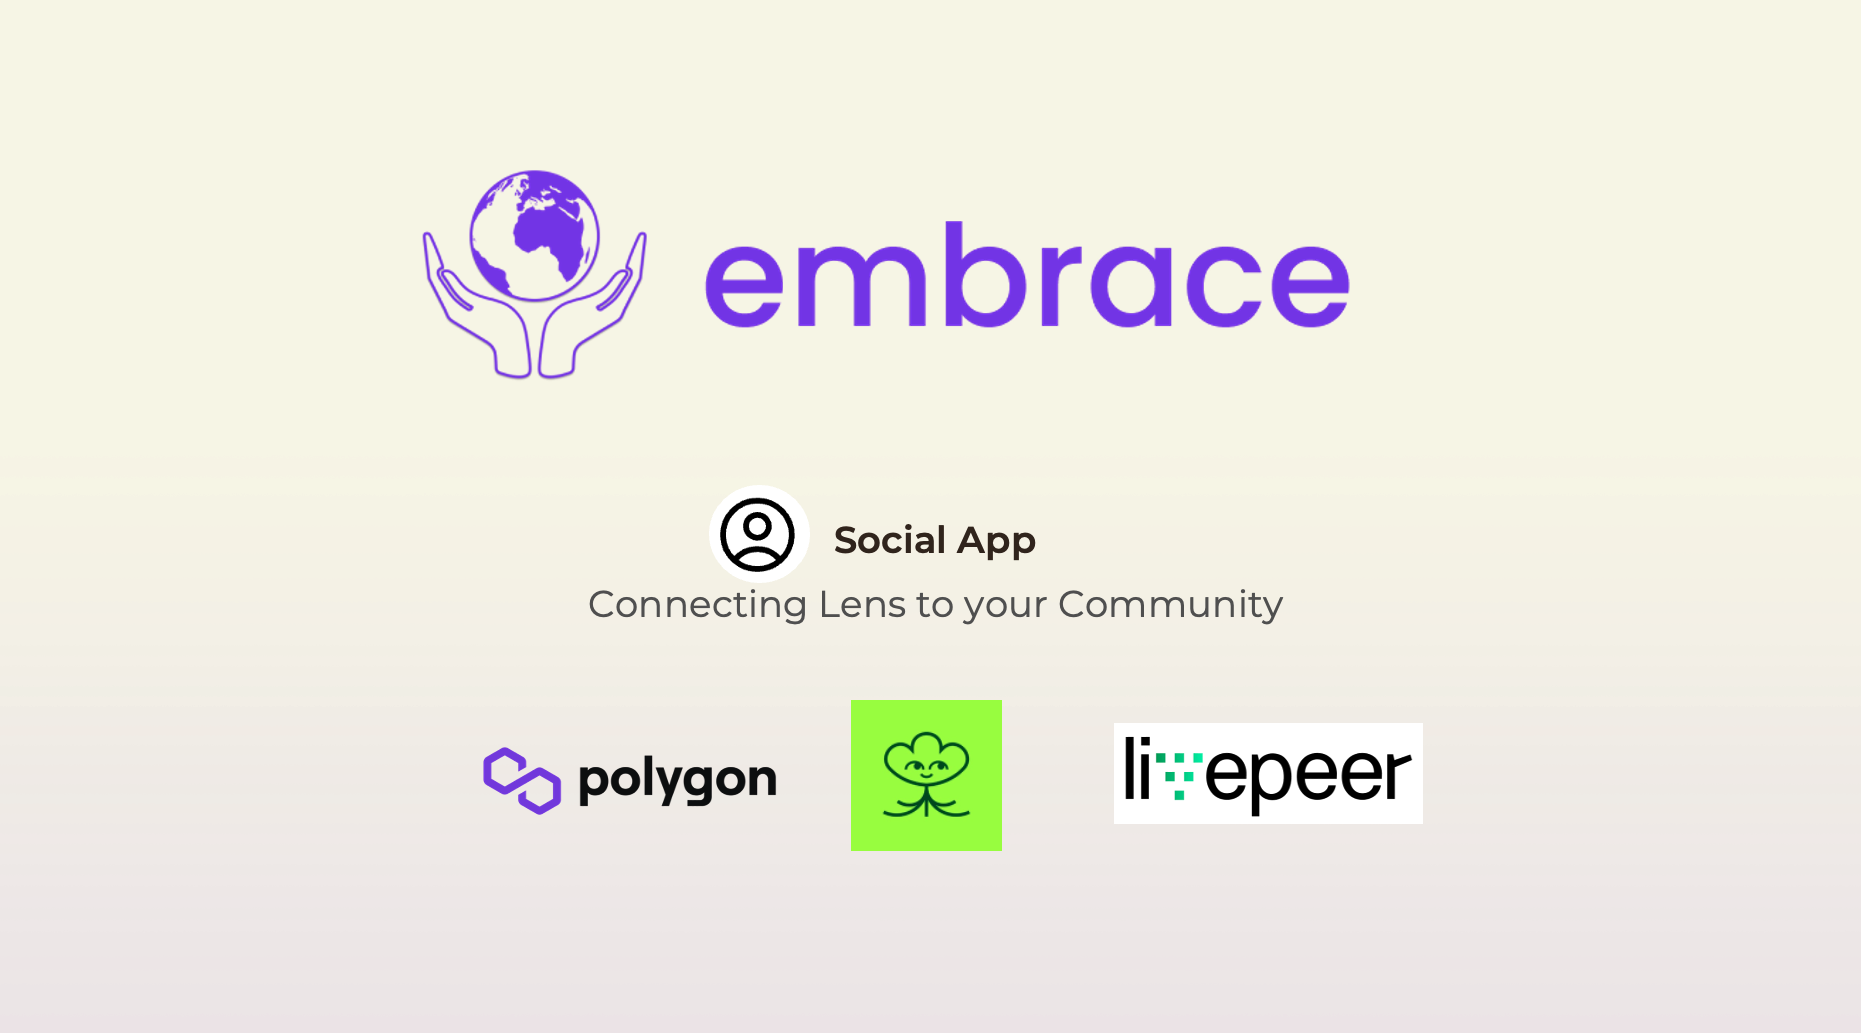 embrace
Social App
Connecting Lens to your Community
polygon
livepeer